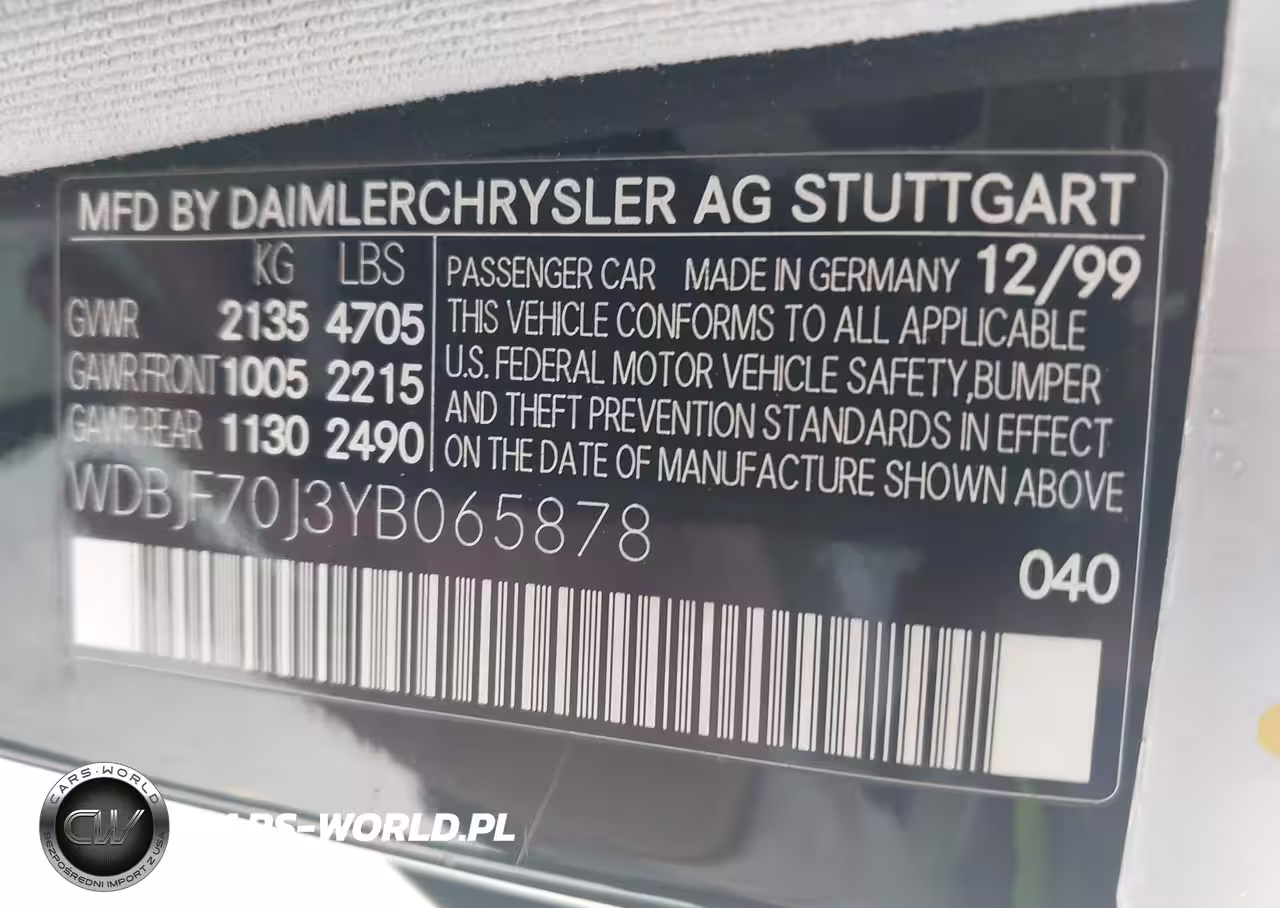 MFD BY DAIMLERCHRYSLER AG STUTTGART
KG LBS
GVWR 2135 4705
GAWR FRONT 1005 2215
GAWR REAR 1130 2490
PASSENGER CAR MADE IN GERMANY 12/99
THIS VEHICLE CONFORMS TO ALL APPLICABLE
U.S. FEDERAL MOTOR VEHICLE SAFETY,BUMPER
AND THEFT PREVENTION STANDARDS IN EFFECT
ON THE DATE OF MANUFACTURE SHOWN ABOVE
WDBJF70J3YB065878
040
CARS-WORLD
CW
BEZPOŚREDNI IMPORT Z USA
CARS-WORLD.PL